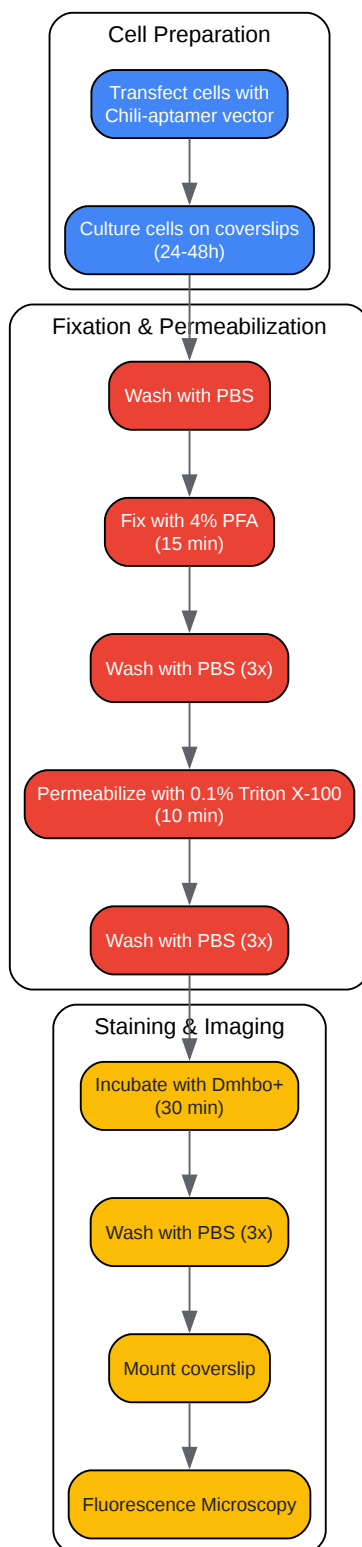 Cell Preparation
Transfect cells with
Chili-aptamer vector
Culture cells on coverslips
(24-48h)
Fixation & Permeabilization
Wash with PBS
Fix with 4% PFA
(15 min)
Wash with PBS (3x)
Permeabilize with 0.1% Triton X-100
(10 min)
Wash with PBS (3x)
Staining & Imaging
Incubate with Dmhbo+
(30 min)
Wash with PBS (3x)
Mount coverslip
Fluorescence Microscopy